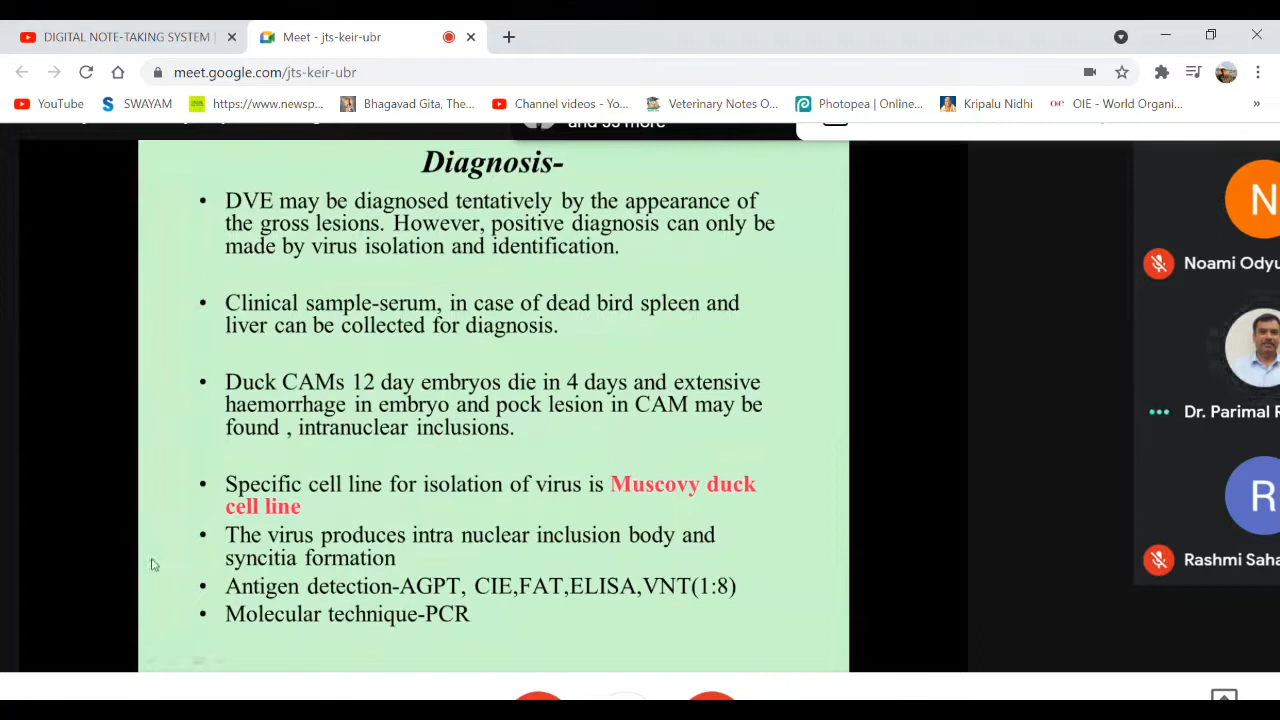 DIGITAL NOTE-TAKING SYSTEM |
Meet - jts-keir-ubr
meet.google.com/jts-keir-ubr
YouTube
SWAYAM
https://www.newsp...
Bhagavad Gita, The...
Channel videos - Yo...
Veterinary Notes O...
Photopea | Online...
Kripalu Nidhi
OIE - World Organi...
»
Diagnosis-
• DVE may be diagnosed tentatively by the appearance of
the gross lesions. However, positive diagnosis can only be
made by virus isolation and identification.
• Clinical sample-serum, in case of dead bird spleen and
liver can be collected for diagnosis.
• Duck CAMs 12 day embryos die in 4 days and extensive
haemorrhage in embryo and pock lesion in CAM may be
found , intranuclear inclusions.
• Specific cell line for isolation of virus is Muscovy duck
cell line
• The virus produces intra nuclear inclusion body and
syncitia formation
• Antigen detection-AGPT, CIE,FAT,ELISA,VNT(1:8)
• Molecular technique-PCR
N
Noami Odyu
Dr. Parimal R
R
Rashmi Saha